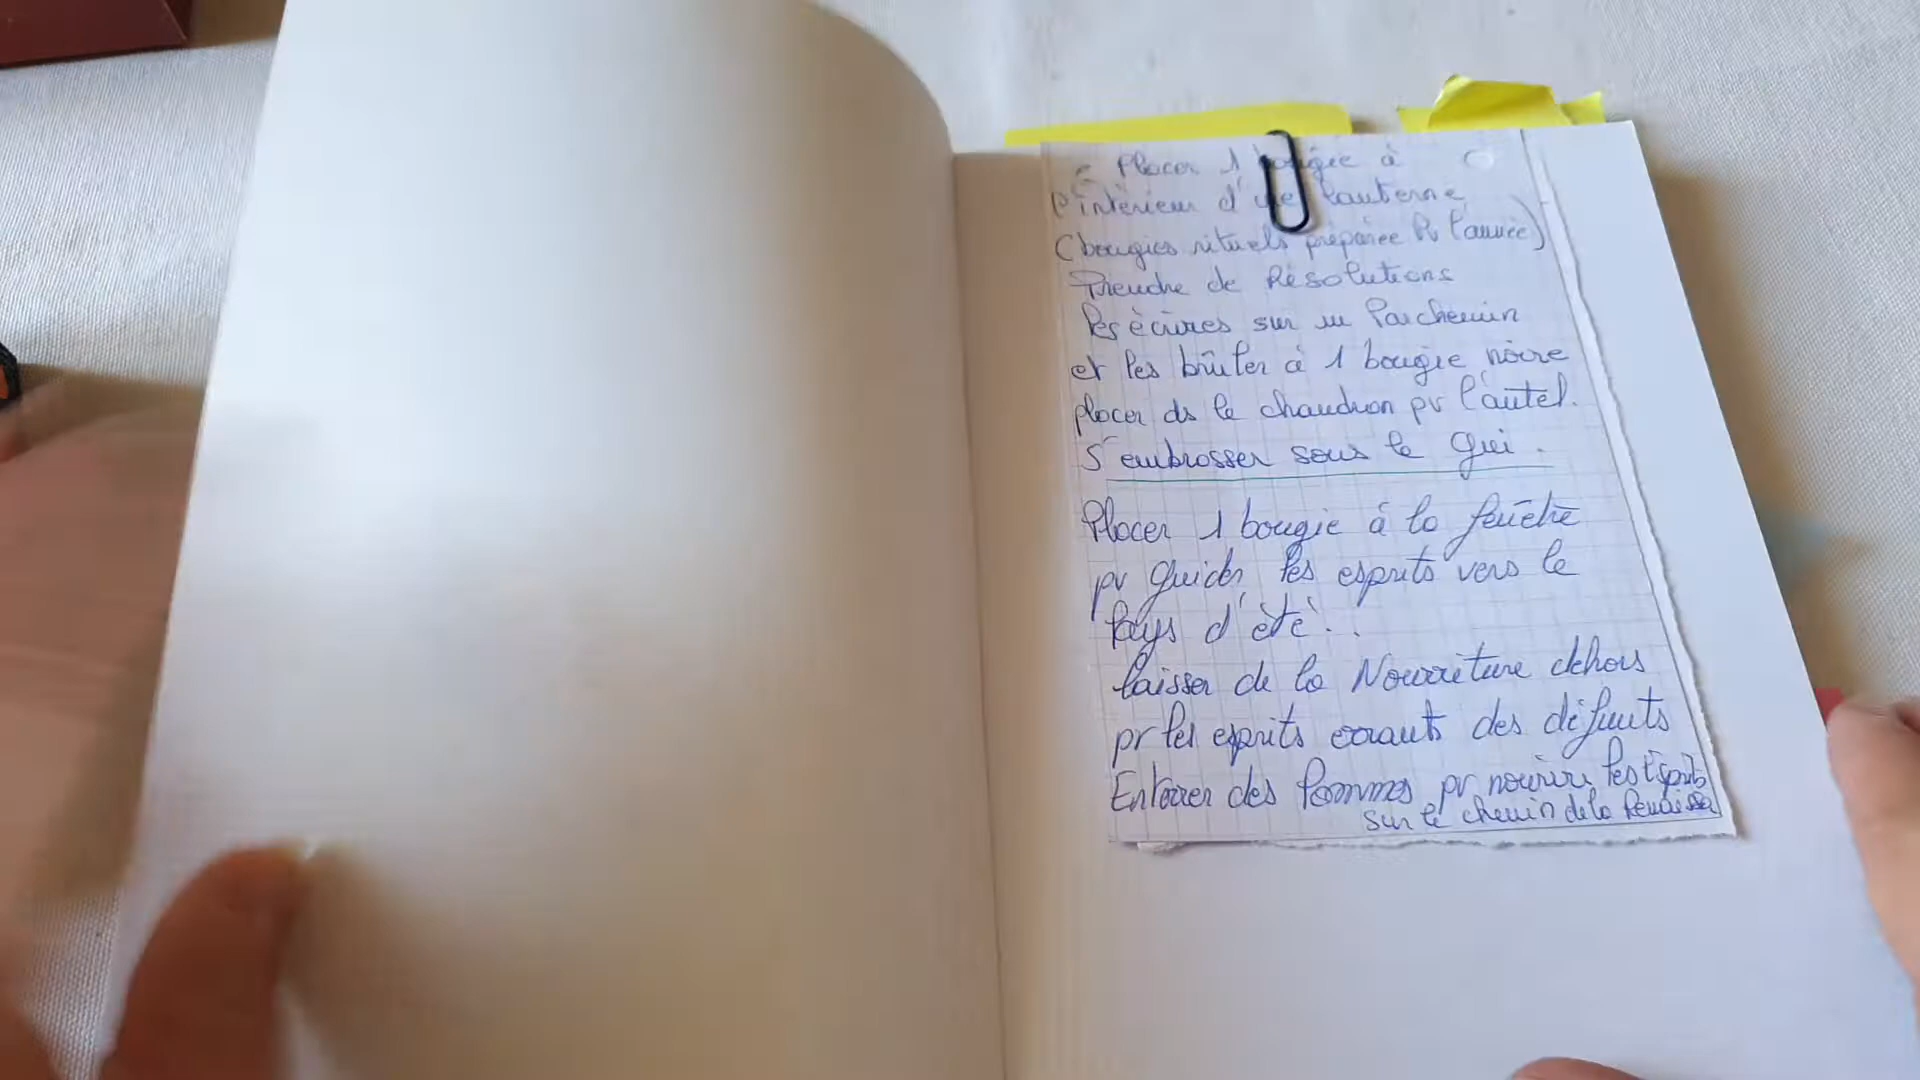 Placer 1 bougie à
l'intèrieur d'une lanterne
(bougies rituels préparée Pr l'année)
Prendre de Résolutions
les ècrires sur un Parchemin
et les brûler à 1 bougie noire
placer ds le chaudron pr l'autel.
S'embrasser sous le gui.
Placer 1 bougie à la fenêtre
pr guider les esprits vers le
Pays d'été..
laisser de la Nourriture dehors
pr les esprits errants des défunts
Enterrer des Pommes pr nourrir les Esprits
sur le chemin de la